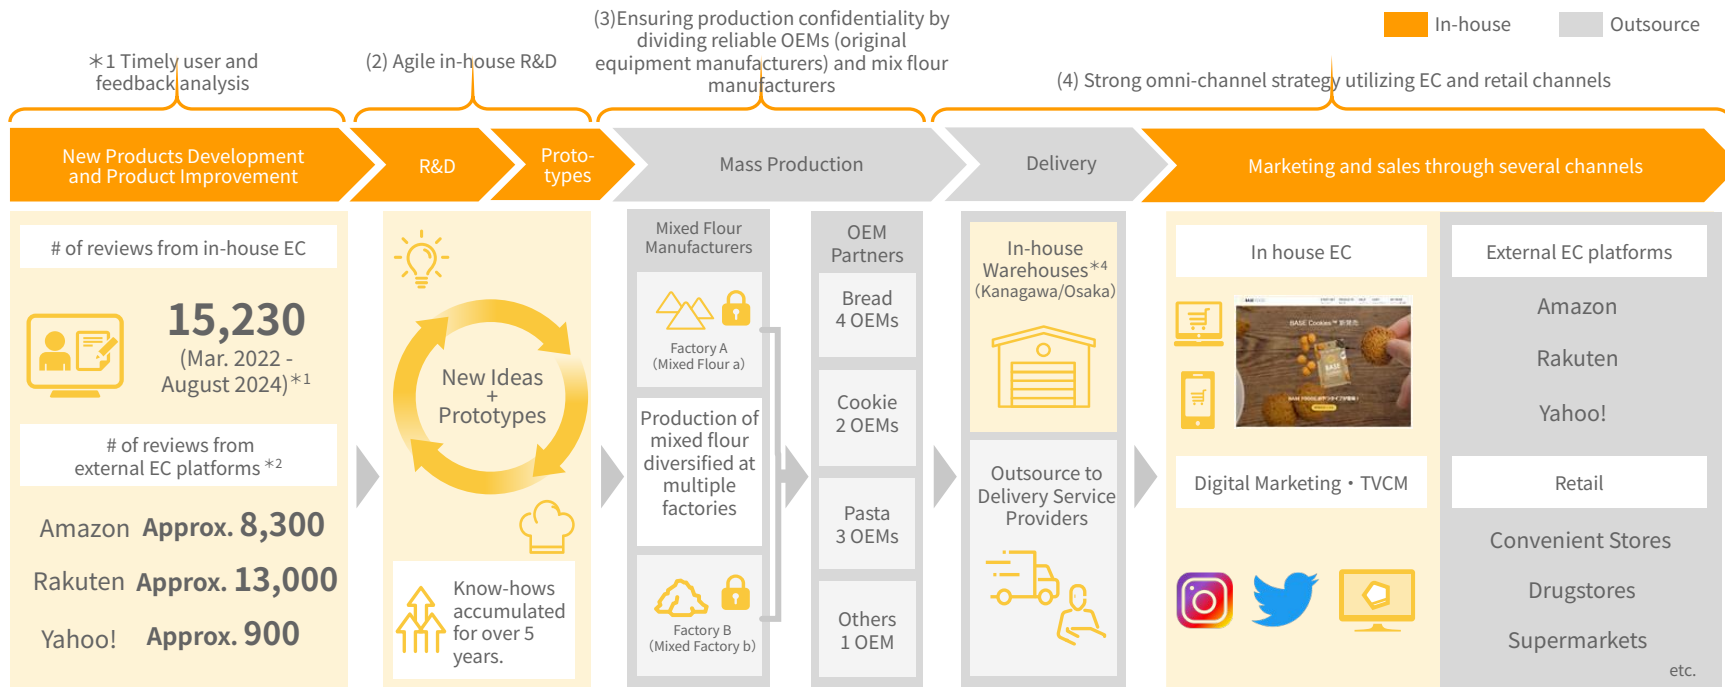 (3)Ensuring production confidentiality by
dividing reliable OEMs (original
equipment manufacturers) and mix flour
manufacturers
In-house
Outsource
*1 Timely user and
feedback analysis
(2) Agile in-house R&D
(4) Strong omni-channel strategy utilizing EC and retail channels
New Products Development
and Product Improvement
R&D
Proto-
types
Mass Production
Delivery
Marketing and sales through several channels
# of reviews from in-house EC
15,230
(Mar. 2022 -
August 2024)*1
# of reviews from
external EC platforms *2
Amazon Approx. 8,300
Rakuten Approx. 13,000
Yahoo! Approx. 900
New Ideas
+
Prototypes
Know-hows
accumulated
for over 5
years.
Mixed Flour
Manufacturers
Factory A
(Mixed Flour a)
Production of
mixed flour
diversified at
multiple
factories
Factory B
(Mixed Factory b)
OEM
Partners
Bread
4 OEMs
Cookie
2 OEMs
Pasta
3 OEMs
Others
1 OEM
In-house
Warehouses*4
(Kanagawa/Osaka)
Outsource to
Delivery Service
Providers
In house EC
BASE Cookies™ 新発売
Digital Marketing・TVCM
External EC platforms
Amazon
Rakuten
Yahoo!
Retail
Convenient Stores
Drugstores
Supermarkets
etc.